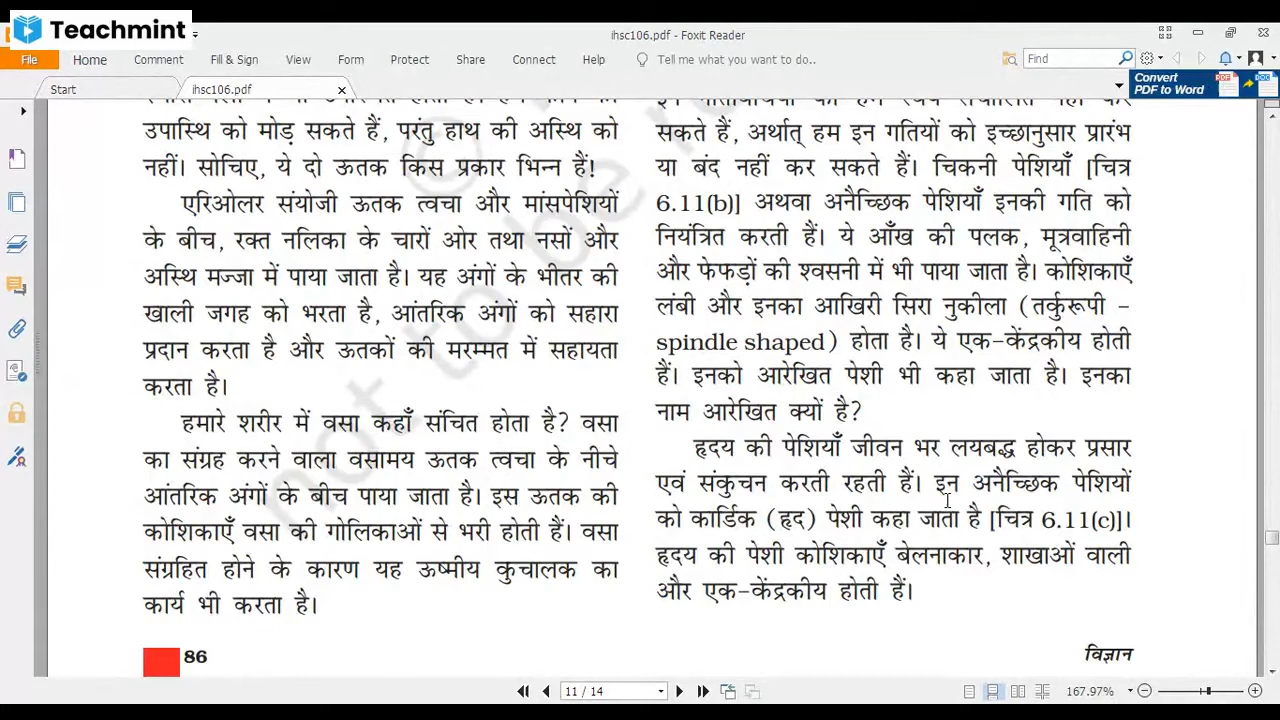 Teachmint
ihsc106.pdf - Foxit Reader
File Home Comment Fill & Sign View Form Protect Share Connect Help Tell me what you want to do.. Find
Start ihsc106.pdf
Convert
PDF to Word
उपास्थि को मोड़ सकते हैं, परंतु हाथ की अस्थि को
नहीं। सोचिए, ये दो ऊतक किस प्रकार भिन्न हैं!
एरिओलर संयोजी ऊतक त्वचा और मांसपेशियों
के बीच, रक्त नलिका के चारों ओर तथा नसों और
अस्थि मज्जा में पाया जाता है। यह अंगों के भीतर की
खाली जगह को भरता है, आंतरिक अंगों को सहारा
प्रदान करता है और ऊतकों की मरम्मत में सहायता
करता है।
हमारे शरीर में वसा कहाँ संचित होता है? वसा
का संग्रह करने वाला वसामय ऊतक त्वचा के नीचे
आंतरिक अंगों के बीच पाया जाता है। इस ऊतक की
कोशिकाएँ वसा की गोलिकाओं से भरी होती हैं। वसा
संग्रहित होने के कारण यह ऊष्मीय कुचालक का
कार्य भी करता है।
सकते हैं, अर्थात् हम इन गतियों को इच्छानुसार प्रारंभ
या बंद नहीं कर सकते हैं। चिकनी पेशियाँ [चित्र
6.11(b)] अथवा अनैच्छिक पेशियाँ इनकी गति को
नियंत्रित करती हैं। ये आँख की पलक, मूत्रवाहिनी
और फेफड़ों की श्वसनी में भी पाया जाता है। कोशिकाएँ
लंबी और इनका आखिरी सिरा नुकीला (तर्कुरूपी -
spindle shaped) होता है। ये एक-केंद्रकीय होती
हैं। इनको आरेखित पेशी भी कहा जाता है। इनका
नाम आरेखित क्यों है?
हृदय की पेशियाँ जीवन भर लयबद्ध होकर प्रसार
एवं संकुचन करती रहती हैं। इन अनैच्छिक पेशियों
को कार्डिक (हृद) पेशी कहा जाता है [चित्र 6.11(c)]।
हृदय की पेशी कोशिकाएँ बेलनाकार, शाखाओं वाली
और एक-केंद्रकीय होती हैं।
86
विज्ञान
not to be
11 / 14
167.97%